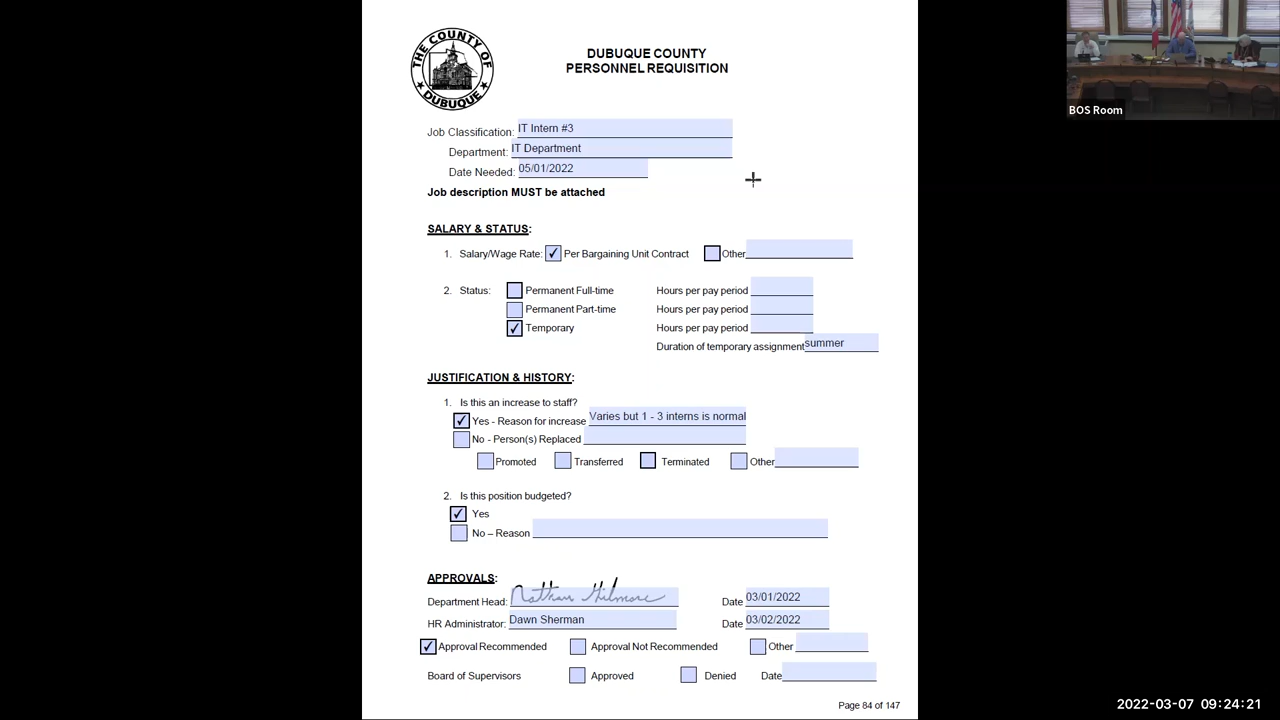 THE COUNTY OF DUBUQUE
DUBUQUE COUNTY
PERSONNEL REQUISITION
BOS Room
Job Classification: IT Intern #3
Department: IT Department
Date Needed: 05/01/2022
Job description MUST be attached
SALARY & STATUS:
1. Salary/Wage Rate: ✓ Per Bargaining Unit Contract Other
2. Status: Permanent Full-time Hours per pay period
Permanent Part-time Hours per pay period
✓ Temporary Hours per pay period
Duration of temporary assignment summer
JUSTIFICATION & HISTORY:
1. Is this an increase to staff?
✓ Yes - Reason for increase Varies but 1 - 3 interns is normal
No - Person(s) Replaced
Promoted Transferred Terminated Other
2. Is this position budgeted?
✓ Yes
No – Reason
APPROVALS:
Department Head: Nathan Gilmore Date 03/01/2022
HR Administrator: Dawn Sherman Date 03/02/2022
✓ Approval Recommended Approval Not Recommended Other
Board of Supervisors Approved Denied Date
Page 84 of 147
2022-03-07 09:24:21